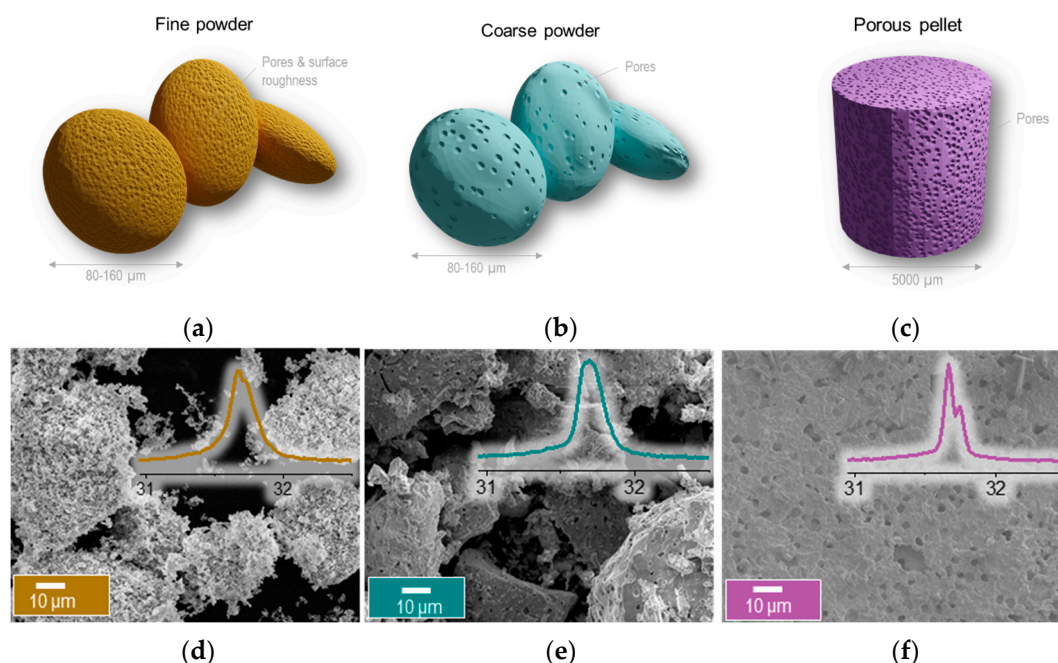 Fine powder
Coarse powder
Porous pellet
Pores & surface
roughness
Pores
Pores
80-160 µm
80-160 µm
5000 µm
(a)
(b)
(c)
31
32
31
32
31
32
10 µm
10 µm
10 µm
(d)
(e)
(f)